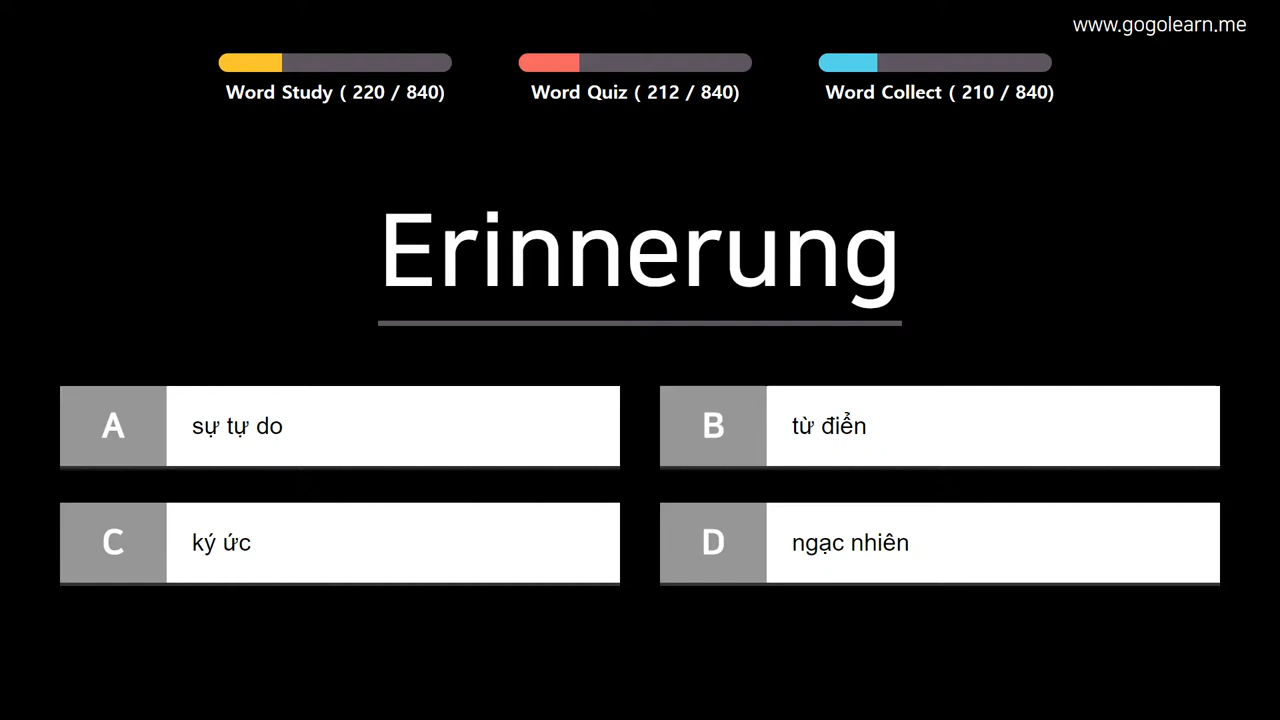 www.gogolearn.me
Word Study ( 220 / 840)
Word Quiz ( 212 / 840)
Word Collect ( 210 / 840)
Erinnerung
A
sự tự do
B
từ điển
C
ký ức
D
ngạc nhiên